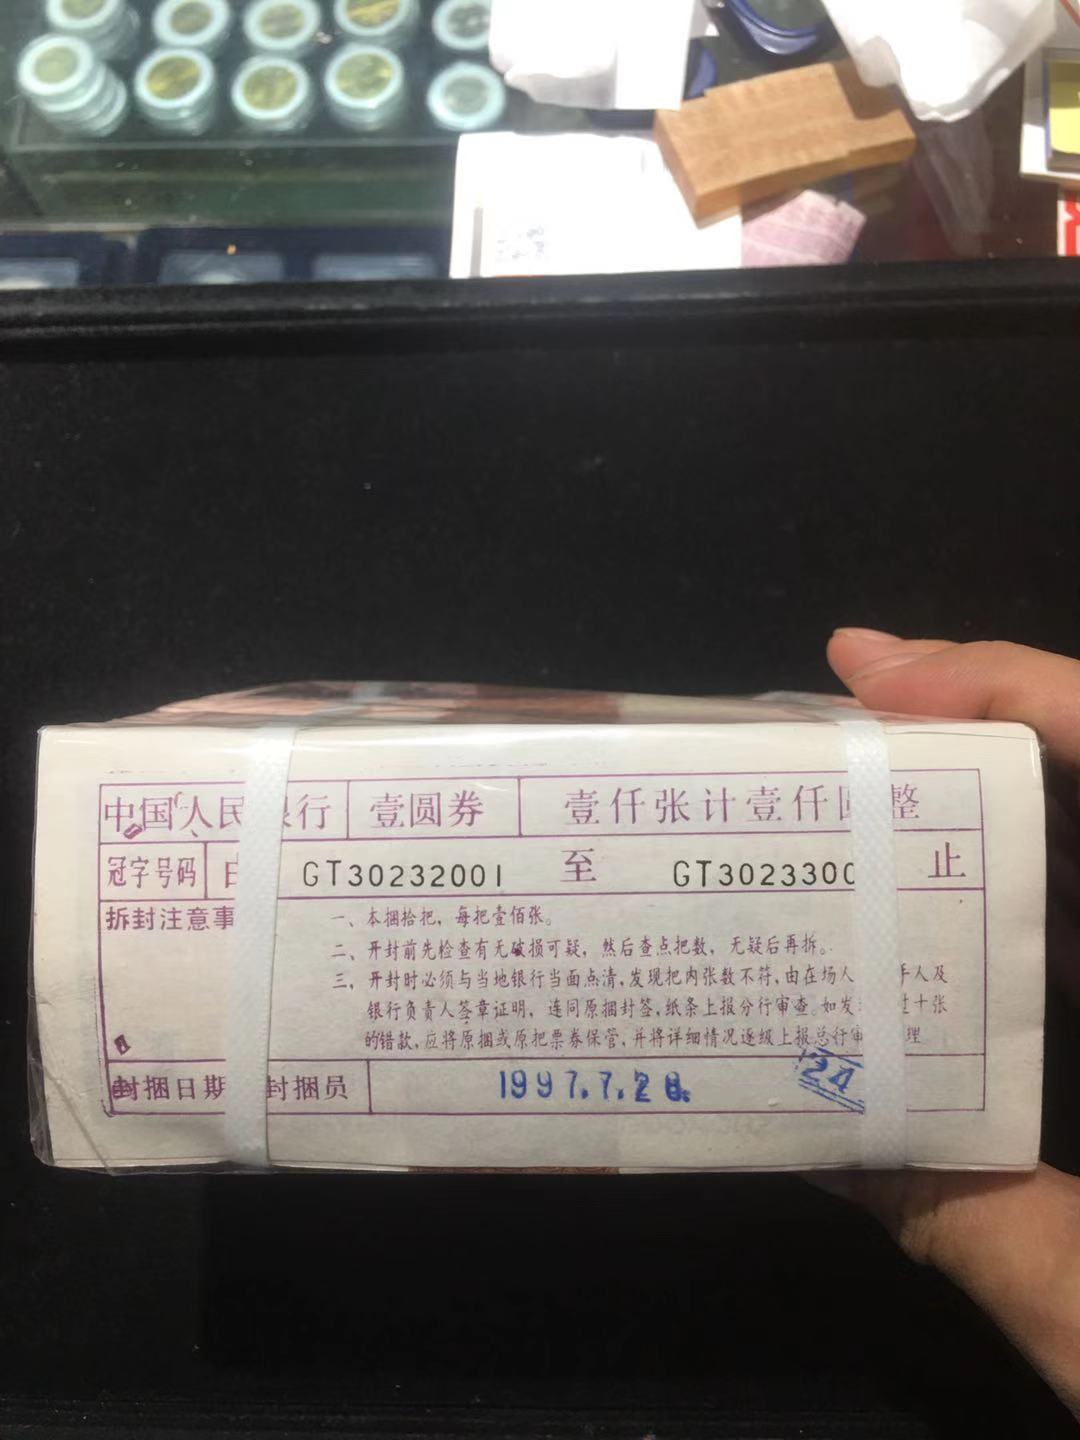 中国人民 行 壹圆券 壹仟张计壹仟 整
冠字号码 由 GT30232001 至 GT3023300 止
拆封注意事
一、本捆拾把，每把壹佰张。
二、开封前先检查有无破损可疑，然后查点把数，无疑后再拆。
三、开封时必须与当地银行当面点清，发现把内张数不符，由在场人 手人及
银行负责人签章证明，连同原捆封签，纸条上报分行审查。如发 过十张
的错款，应将原捆或原把票券保管，并将详细情况逐级上报总行审 理
封捆日期 封捆员 1997.7.28. 24